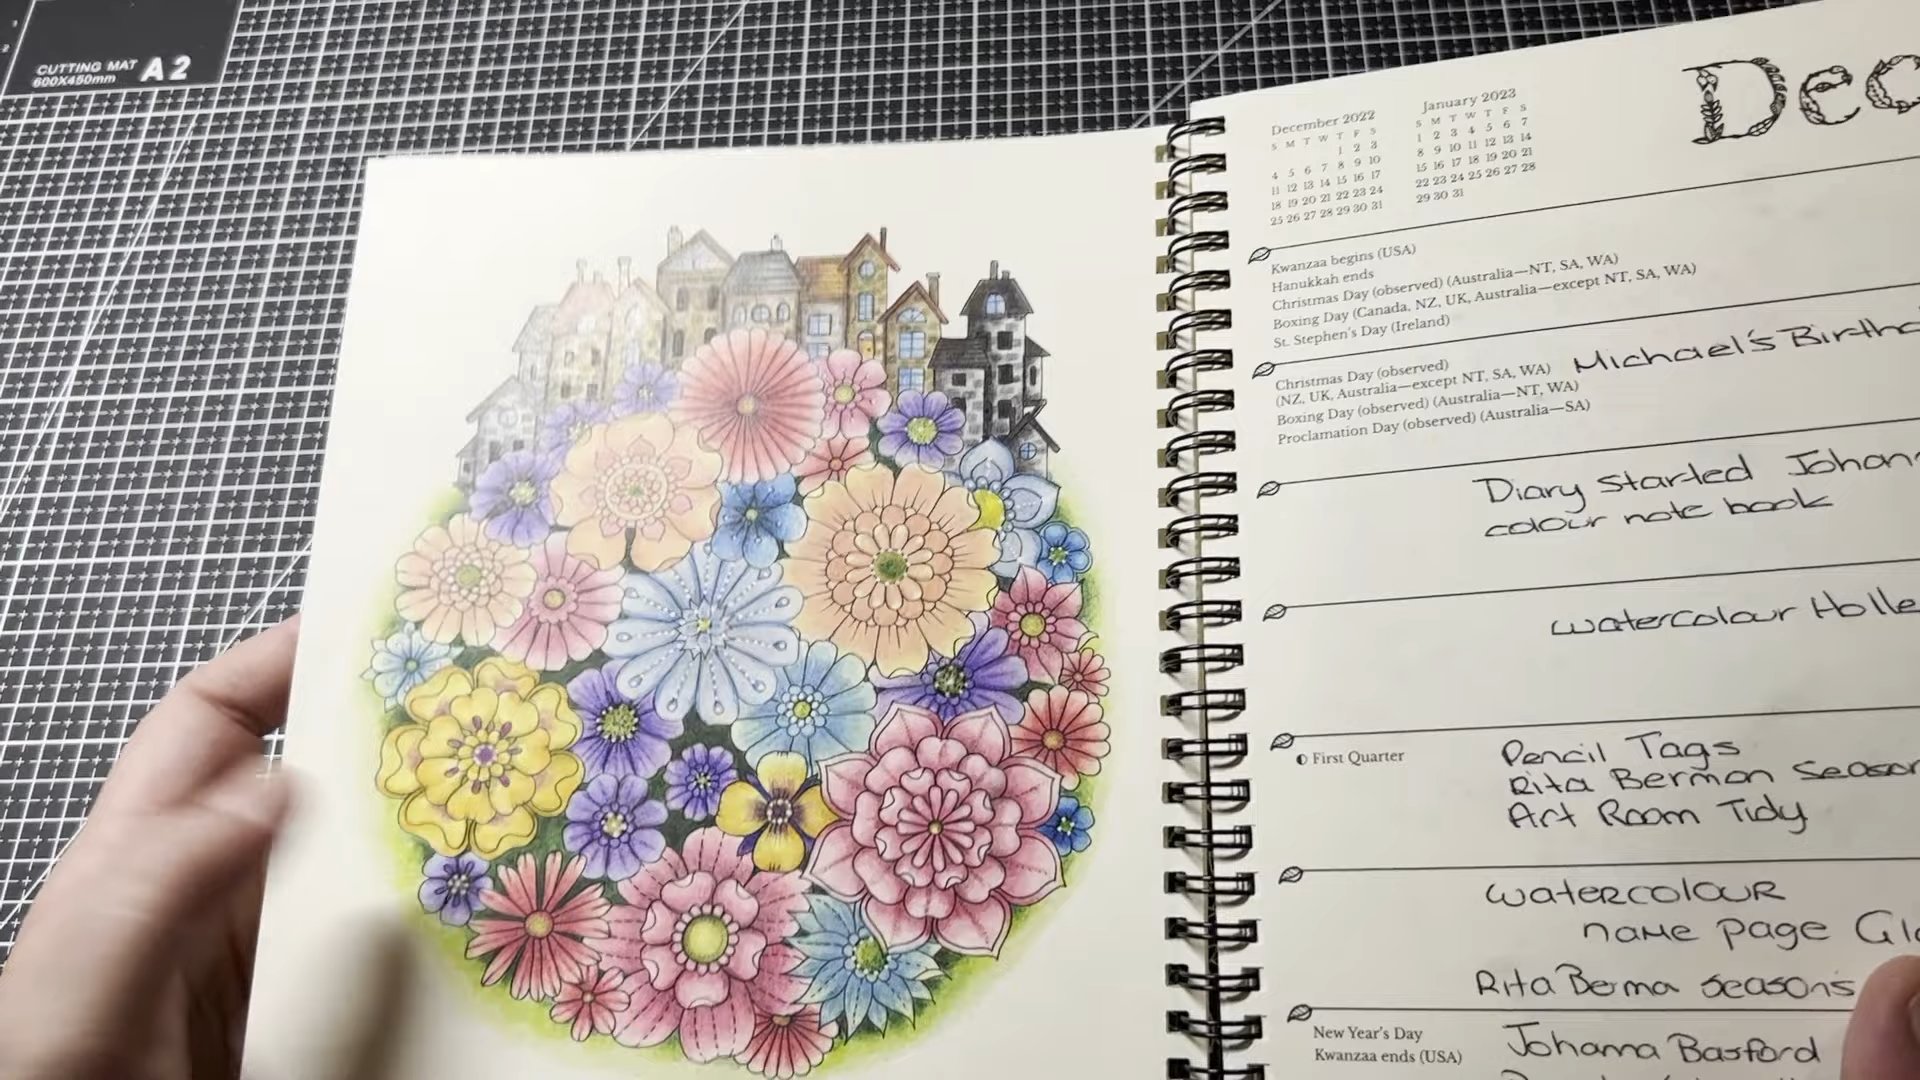 CUTTING MAT A2
600X450mm
December 2022
S M T W T F S
1 2 3
4 5 6 7 8 9 10
11 12 13 14 15 16 17
18 19 20 21 22 23 24
25 26 27 28 29 30 31
January 2023
S M T W T F S
1 2 3 4 5 6 7
8 9 10 11 12 13 14
15 16 17 18 19 20 21
22 23 24 25 26 27 28
29 30 31
Dec
Kwanzaa begins (USA)
Hanukkah ends
Christmas Day (observed) (Australia—NT, SA, WA)
Boxing Day (Canada, NZ, UK, Australia—except NT, SA, WA)
St. Stephen's Day (Ireland)
Christmas Day (observed)
(NZ, UK, Australia—except NT, SA, WA)
Boxing Day (observed) (Australia—NT, WA)
Proclamation Day (observed) (Australia—SA)
Michael's Birtha
Diary started Johan
colour note book
watercolour Holle
First Quarter
Pencil Tags
Rita Berman Season
Art Room Tidy
watercolour
name page Glo
Rita Berma seasons
New Year's Day
Kwanzaa ends (USA)
Johanna Basford